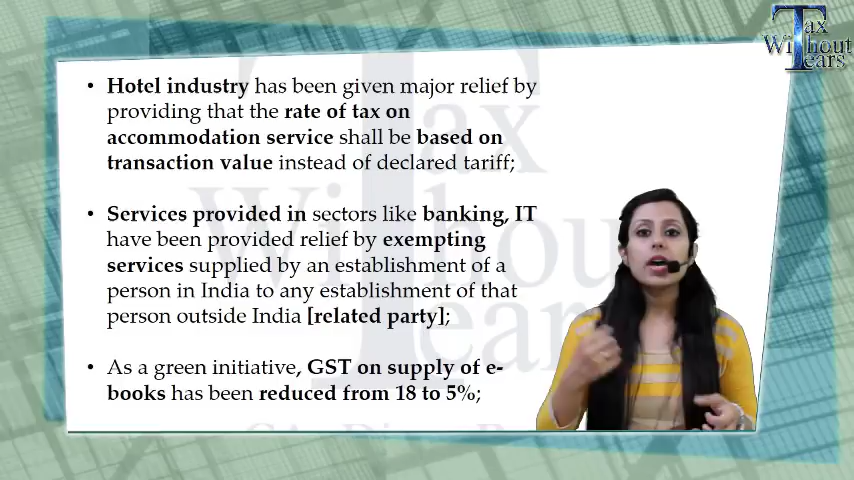 Tax
Without
Tears
• Hotel industry has been given major relief by
providing that the rate of tax on
accommodation service shall be based on
transaction value instead of declared tariff;
• Services provided in sectors like banking, IT
have been provided relief by exempting
services supplied by an establishment of a
person in India to any establishment of that
person outside India [related party];
• As a green initiative, GST on supply of e-
books has been reduced from 18 to 5%;
Tax
Without
Tears